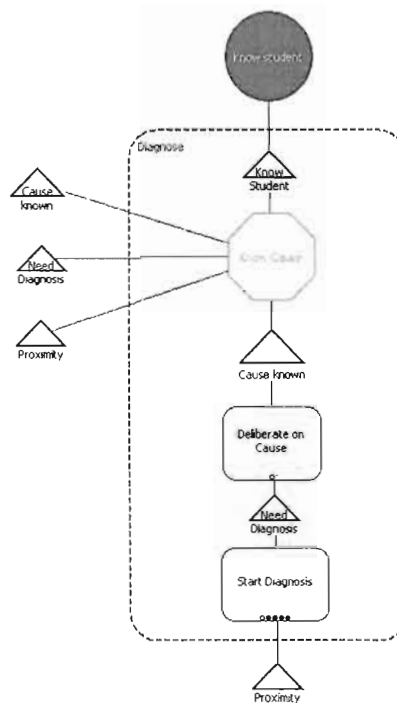 Know student
Diagnose
Know
Student
Cause
known
Need
Diagnosis
Proximity
Cause known
Deliberate on
Cause
Need
Diagnosis
Start Diagnosis
Proximity